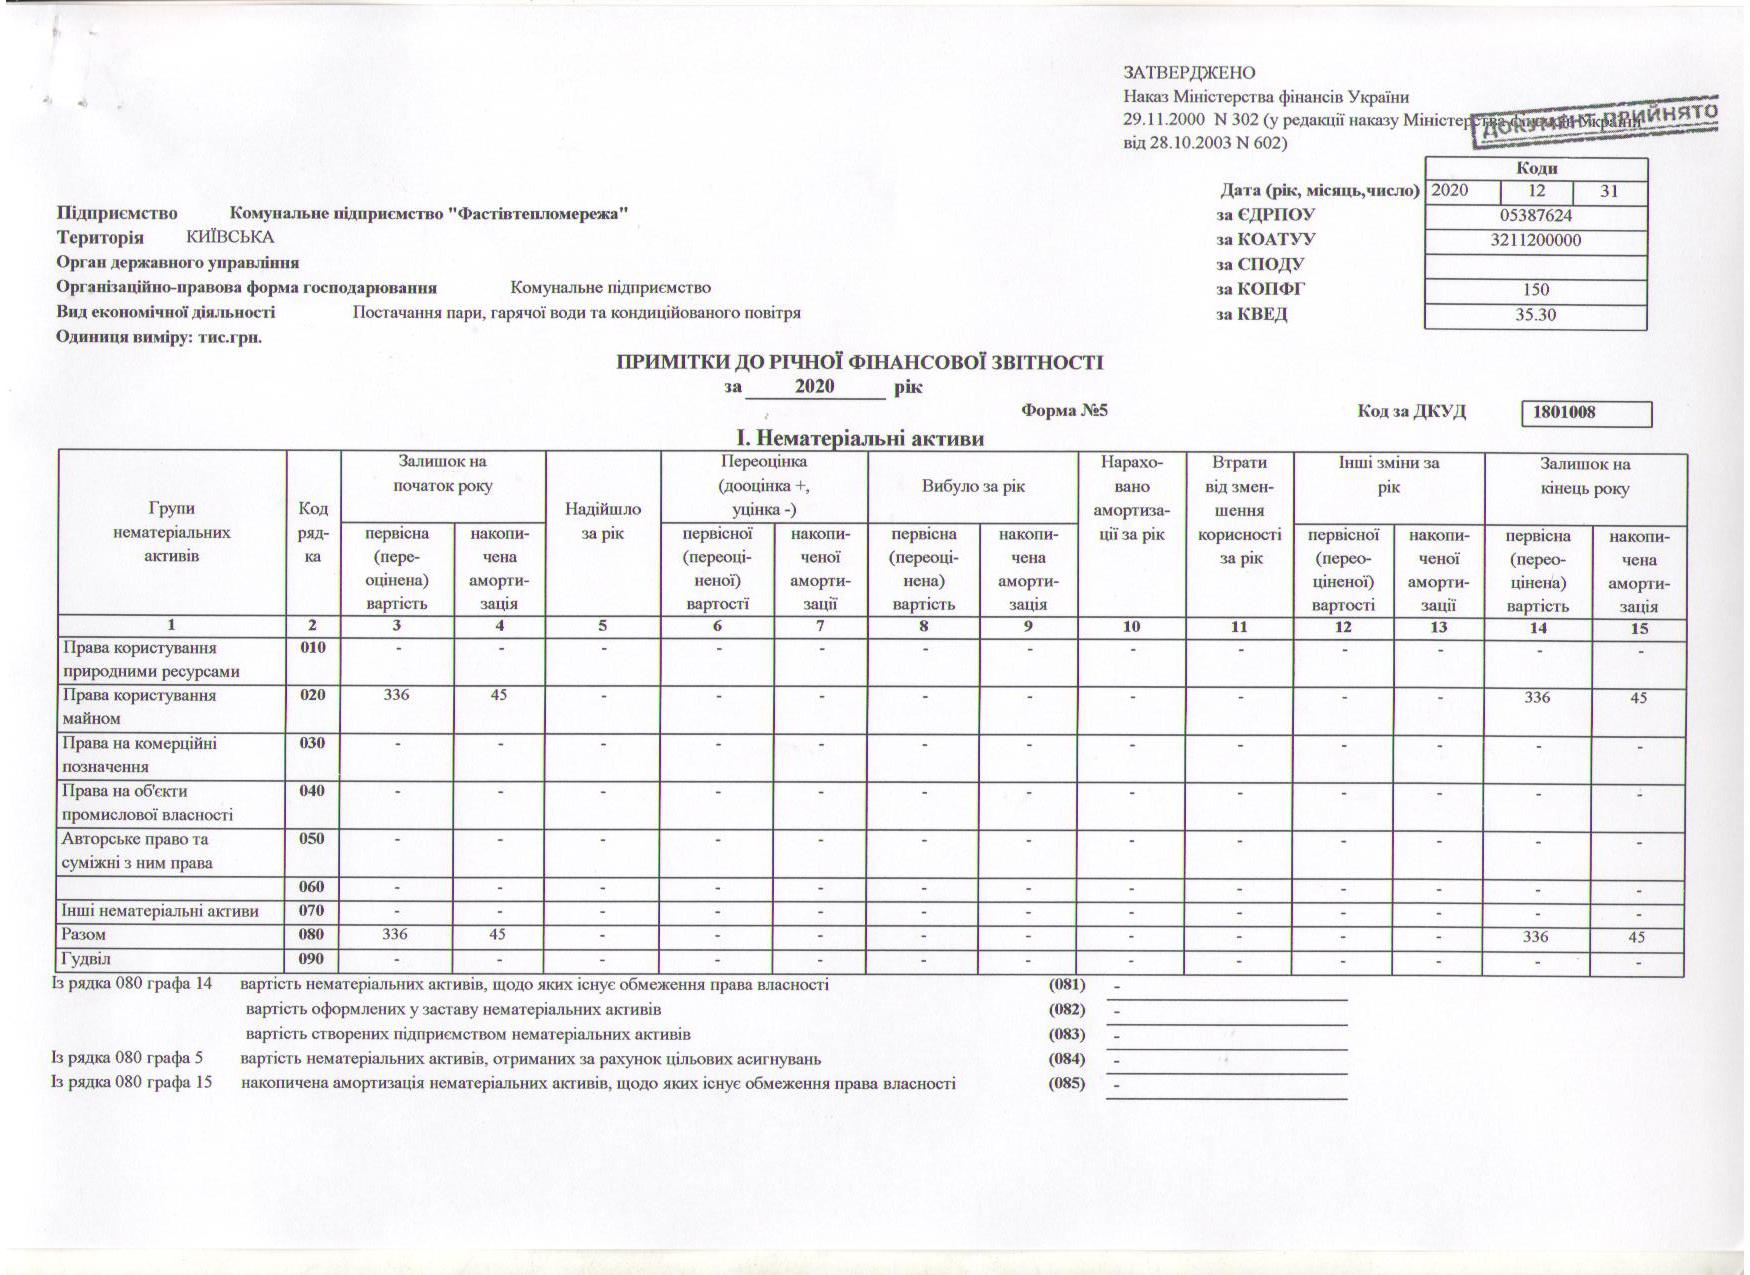 ЗАТВЕРДЖЕНО
Наказ Міністерства фінансів України
29.11.2000 N 302 (у редакції наказу Міністерства фінансів України
від 28.10.2003 N 602)
ДОКУМЕНТ ПРИЙНЯТО
Коди
Дата (рік, місяць,число) 2020 12 31
Підприємство Комунальне підприємство "Фастівтепломережа" за ЄДРПОУ 05387624
Територія КИЇВСЬКА за КОАТУУ 3211200000
Орган державного управління за СПОДУ
Організаційно-правова форма господарювання Комунальне підприємство за КОПФГ 150
Вид економічної діяльності Постачання пари, гарячої води та кондиційованого повітря за КВЕД 35.30
Одиниця виміру: тис.грн.
ПРИМІТКИ ДО РІЧНОЇ ФІНАНСОВОЇ ЗВІТНОСТІ
за 2020 рік
Форма №5 Код за ДКУД 1801008
I. Нематеріальні активи
Групи
нематеріальних
активів
Код
ряд-
ка
Залишок на
початок року
первісна
(пере-
оцінена)
вартість
накопи-
чена
аморти-
зація
Надійшло
за рік
Переоцінка
(дооцінка +,
уцінка -)
первісної
(переоці-
неної)
вартості
накопи-
ченої
аморти-
зації
Вибуло за рік
первісна
(переоці-
нена)
вартість
накопи-
чена
аморти-
зація
Нарахо-
вано
амортиза-
ції за рік
Втрати
від змен-
шення
корисності
за рік
Інші зміни за
рік
первісної
(перео-
ціненої)
вартості
накопи-
ченої
аморти-
зації
Залишок на
кінець року
первісна
(перео-
цінена)
вартість
накопи-
чена
аморти-
зація
1 2 3 4 5 6 7 8 9 10 11 12 13 14 15
Права користування 010 - - - - - - - - - - - - -
природними ресурсами
Права користування 020 336 45 - - - - - - - - - 336 45
майном
Права на комерційні 030 - - - - - - - - - - - - -
позначення
Права на об'єкти 040 - - - - - - - - - - - - -
промислової власності
Авторське право та 050 - - - - - - - - - - - - -
суміжні з ним права
060 - - - - - - - - - - - - -
Інші нематеріальні активи 070 - - - - - - - - - - - - -
Разом 080 336 45 - - - - - - - - - 336 45
Гудвіл 090 - - - - - - - - - - - - -
Із рядка 080 графа 14 вартість нематеріальних активів, щодо яких існує обмеження права власності (081) -
вартість оформлених у заставу нематеріальних активів (082) -
вартість створених підприємством нематеріальних активів (083) -
Із рядка 080 графа 5 вартість нематеріальних активів, отриманих за рахунок цільових асигнувань (084) -
Із рядка 080 графа 15 накопичена амортизація нематеріальних активів, щодо яких існує обмеження права власності (085) -